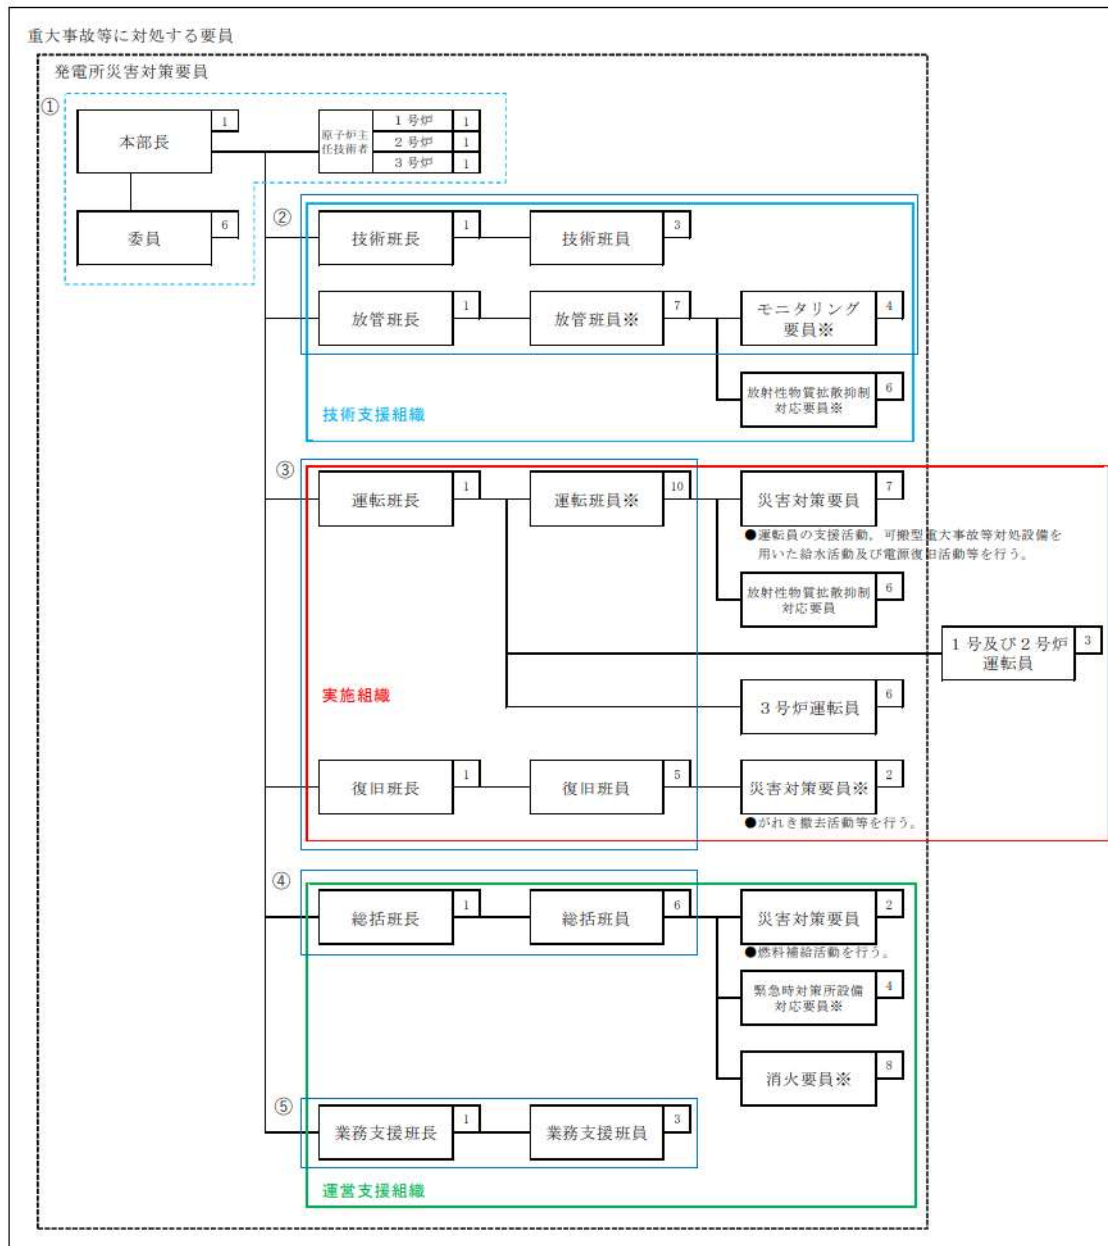 重大事故等に対処する要員
発電所災害対策要員
①
本部長
1
原子炉主
任技術者
1号炉
1
2号炉
1
3号炉
1
委員
6
②
技術班長
1
技術班員
3
放管班長
1
放管班員※
7
モニタリング
要員※
4
放射性物質拡散抑制
対応要員※
6
技術支援組織
③
運転班長
1
運転班員※
10
災害対策要員
7
●運転員の支援活動，可搬型重大事故等対処設備を
用いた給水活動及び電源復旧活動等を行う。
放射性物質拡散抑制
対応要員
6
1号及び2号炉
運転員
3
実施組織
3号炉運転員
6
復旧班長
1
復旧班員
5
災害対策要員※
2
●がれき撤去活動等を行う。
④
総括班長
1
総括班員
6
災害対策要員
2
●燃料補給活動を行う。
緊急時対策所設備
対応要員※
4
消火要員※
8
⑤
業務支援班長
1
業務支援班員
3
運営支援組織